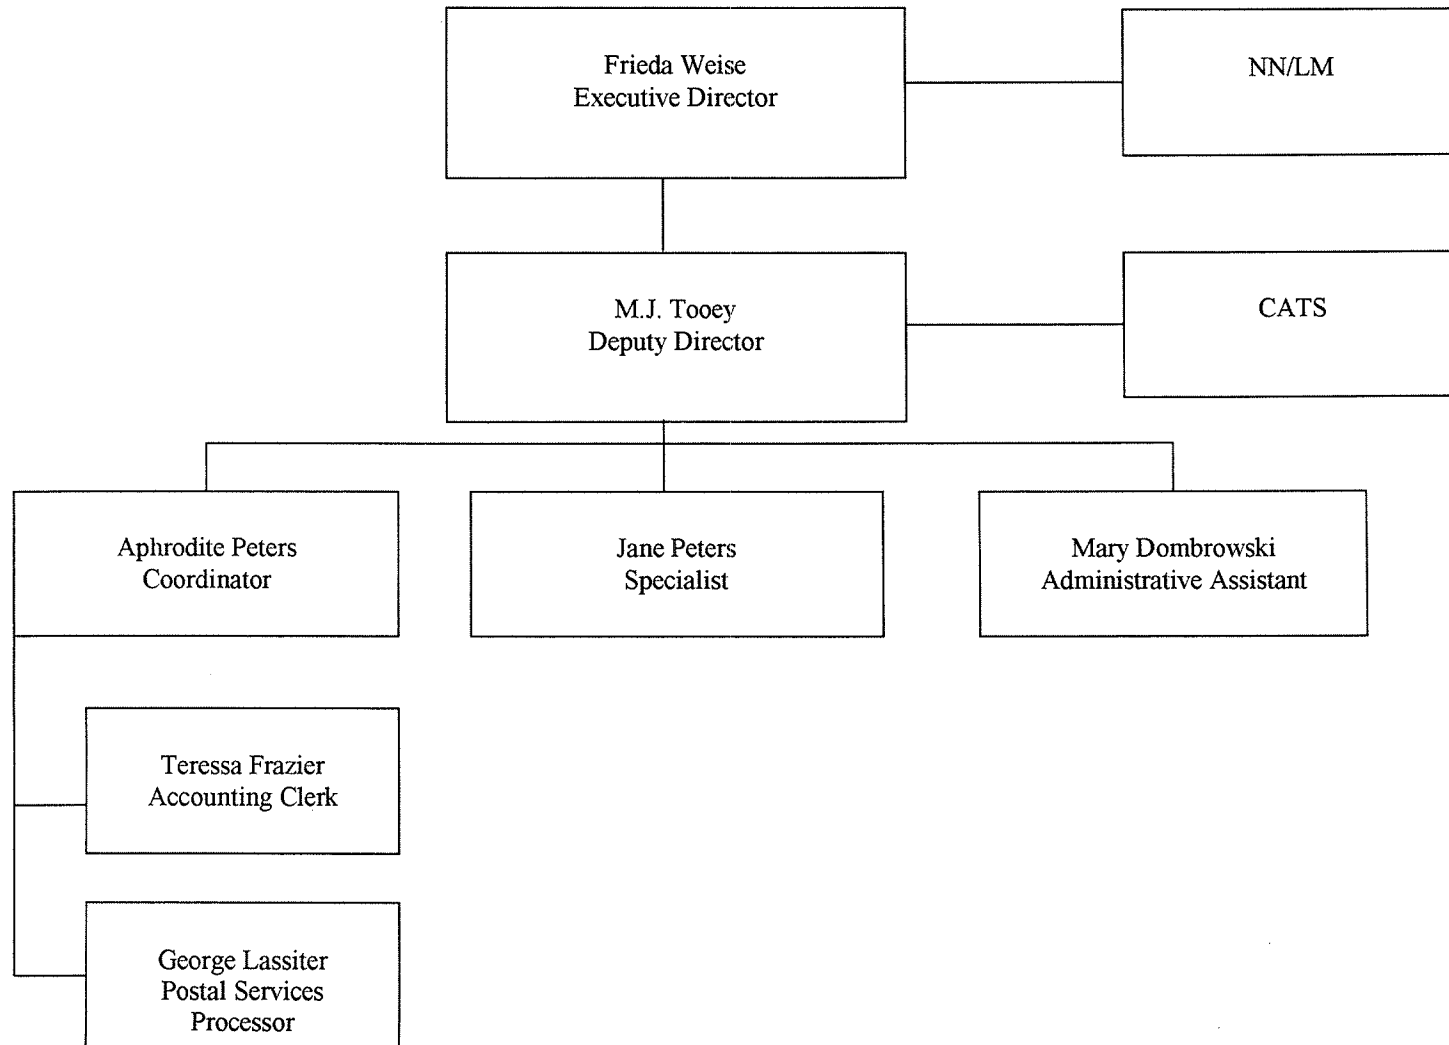 Frieda Weise
Executive Director
NN/LM
M.J. Tooey
Deputy Director
CATS
Aphrodite Peters
Coordinator
Jane Peters
Specialist
Mary Dombrowski
Administrative Assistant
Teressa Frazier
Accounting Clerk
George Lassiter
Postal Services
Processor